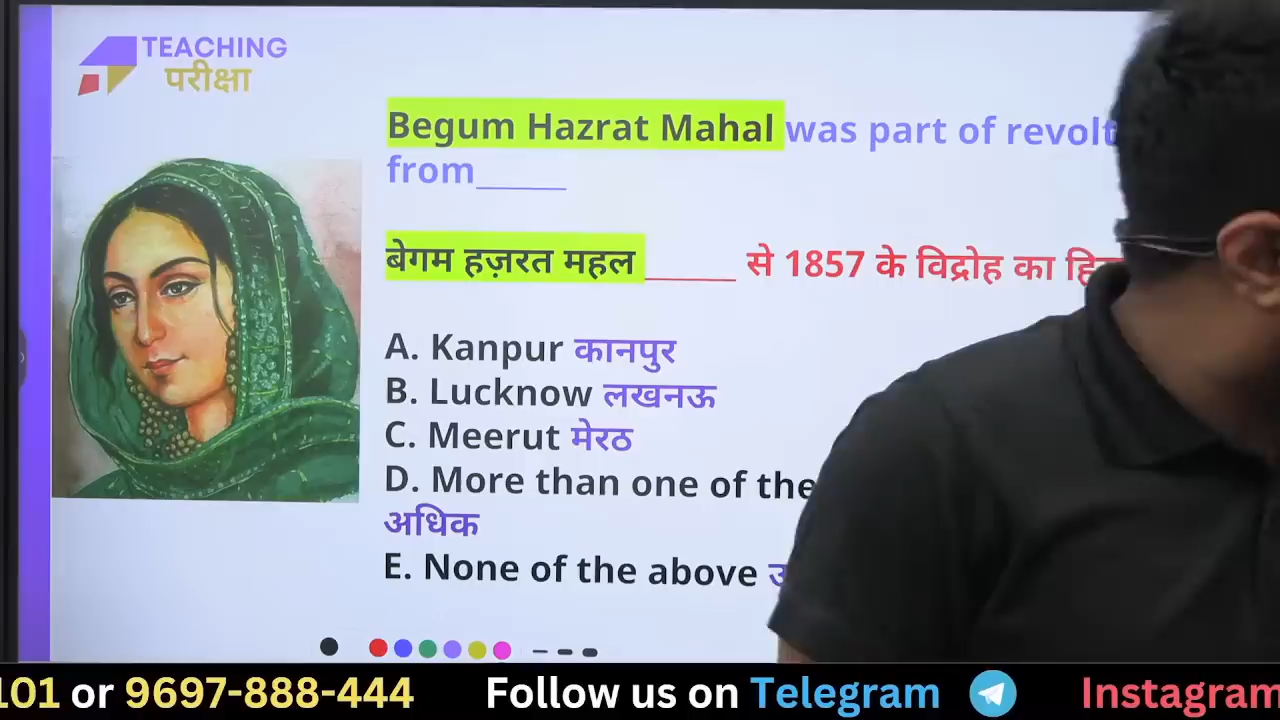 TEACHING
परीक्षा
Begum Hazrat Mahal was part of revolt
from_____
बेगम हज़रत महल _____ से 1857 के विद्रोह का
A. Kanpur कानपुर
B. Lucknow लखनऊ
C. Meerut मेरठ
D. More than one of the
अधिक
E. None of the above
101 or 9697-888-444 Follow us on Telegram Instagram